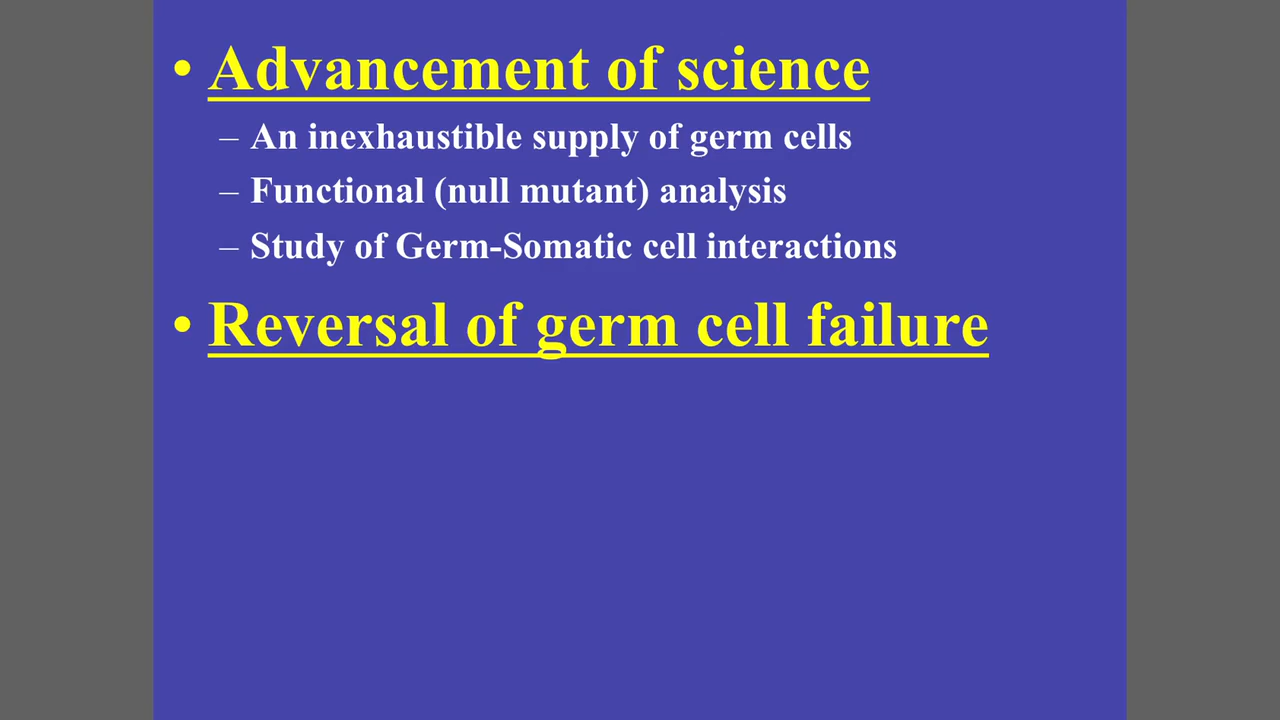 • Advancement of science
– An inexhaustible supply of germ cells
– Functional (null mutant) analysis
– Study of Germ-Somatic cell interactions
• Reversal of germ cell failure